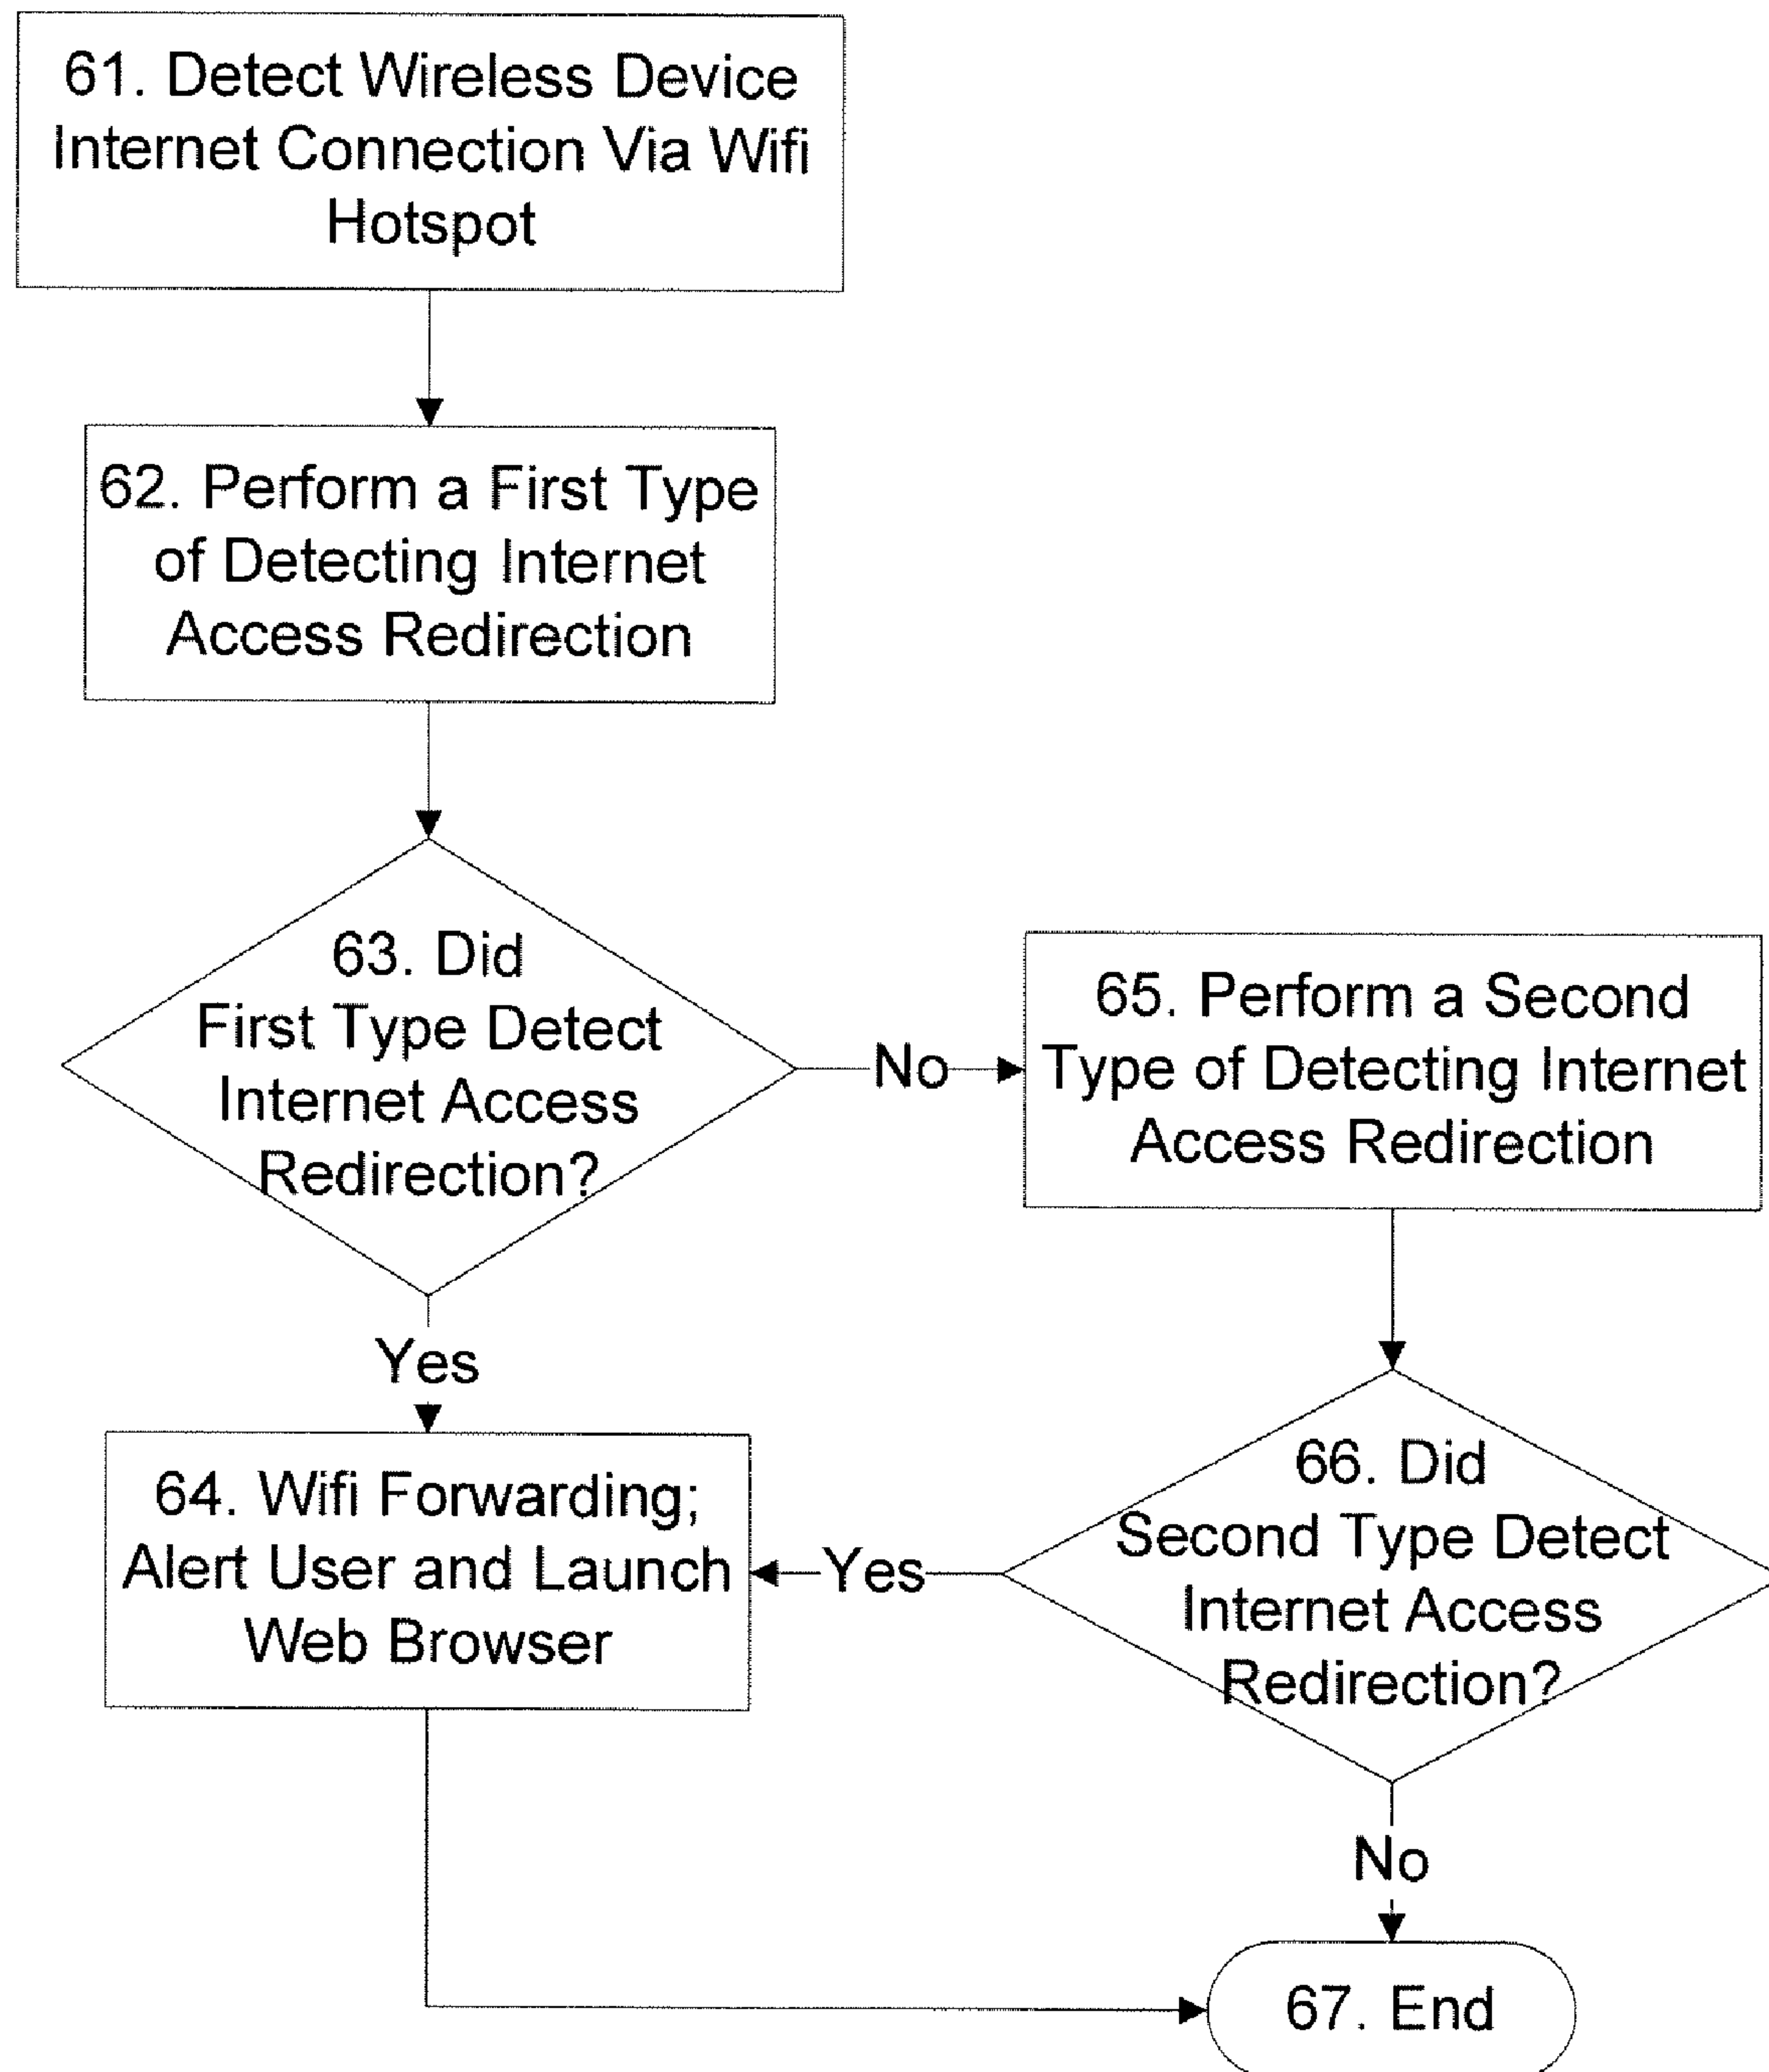 61. Detect Wireless Device
Internet Connection Via Wifi
Hotspot
62. Perform a First Type
of Detecting Internet
Access Redirection
63. Did
First Type Detect
Internet Access
Redirection?
No
65. Perform a Second
Type of Detecting Internet
Access Redirection
Yes
64. Wifi Forwarding;
Alert User and Launch
Web Browser
Yes
66. Did
Second Type Detect
Internet Access
Redirection?
No
67. End